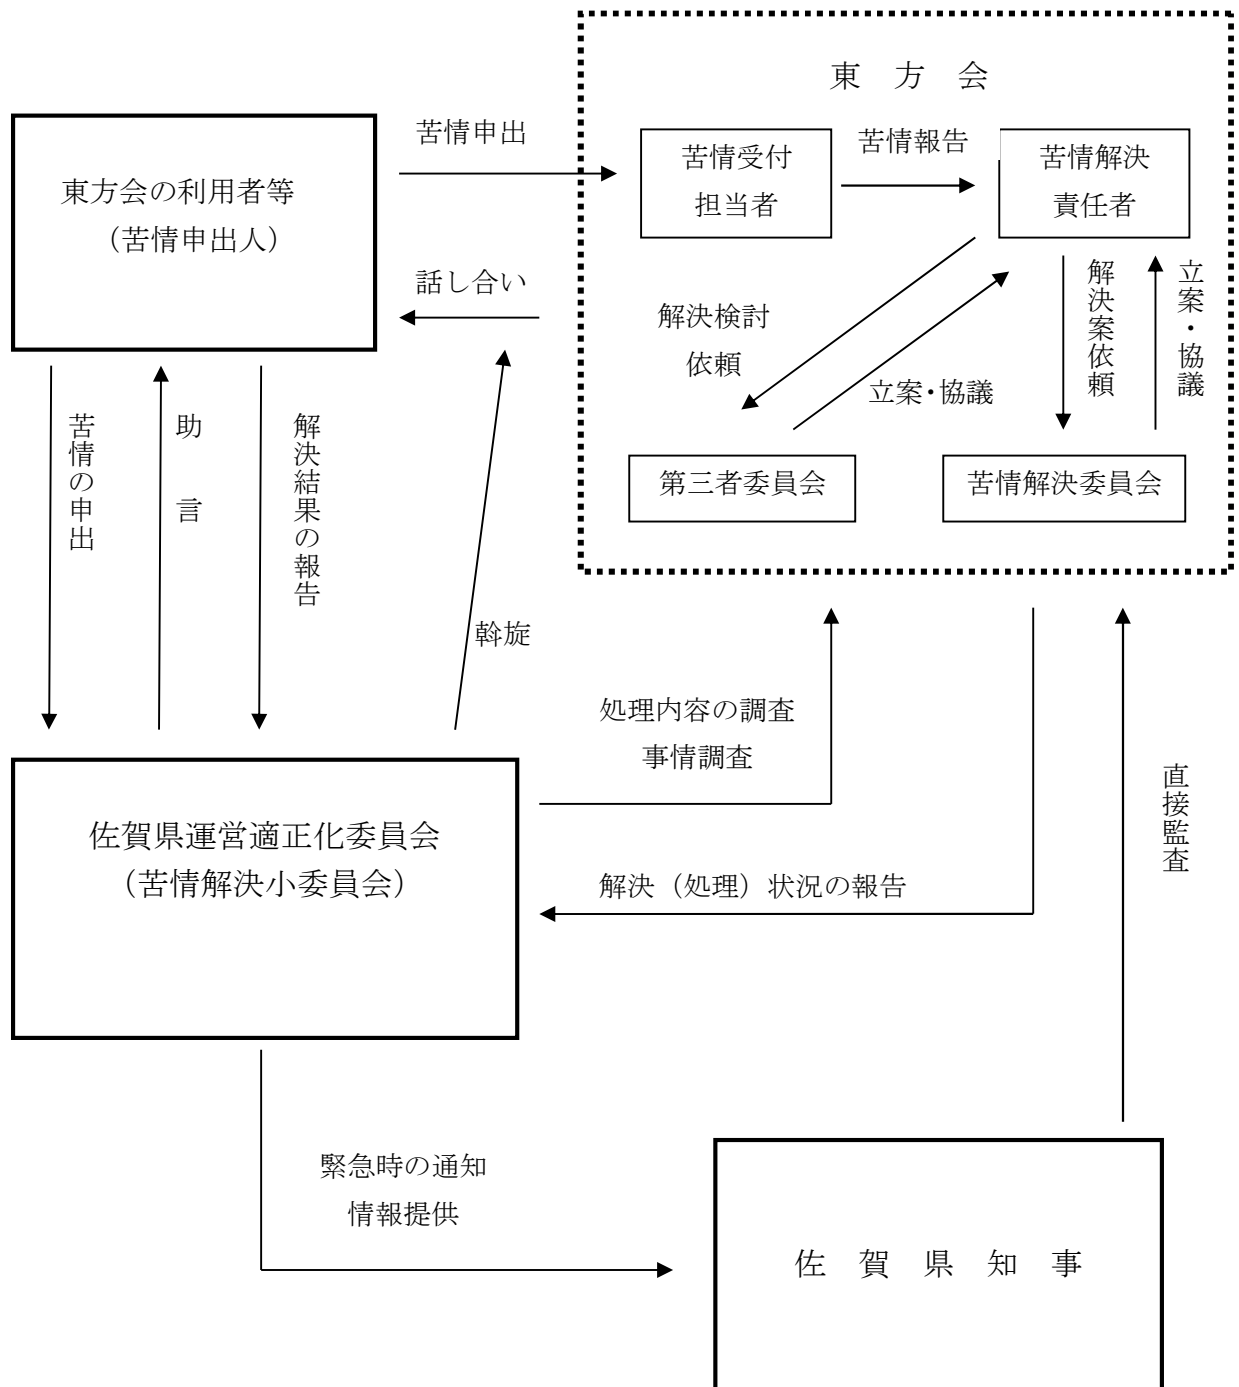 東　方　会
苦情申出
苦情受付
担当者
苦情報告
苦情解決
責任者
東方会の利用者等
（苦情申出人）
話し合い
解決検討
依頼
立案・協議
解決案依頼
立案・協議
第三者委員会
苦情解決委員会
苦情の申出
助　言
解決結果の報告
斡旋
処理内容の調査
事情調査
直接監査
佐賀県運営適正化委員会
（苦情解決小委員会）
解決（処理）状況の報告
緊急時の通知
情報提供
佐　賀　県　知　事